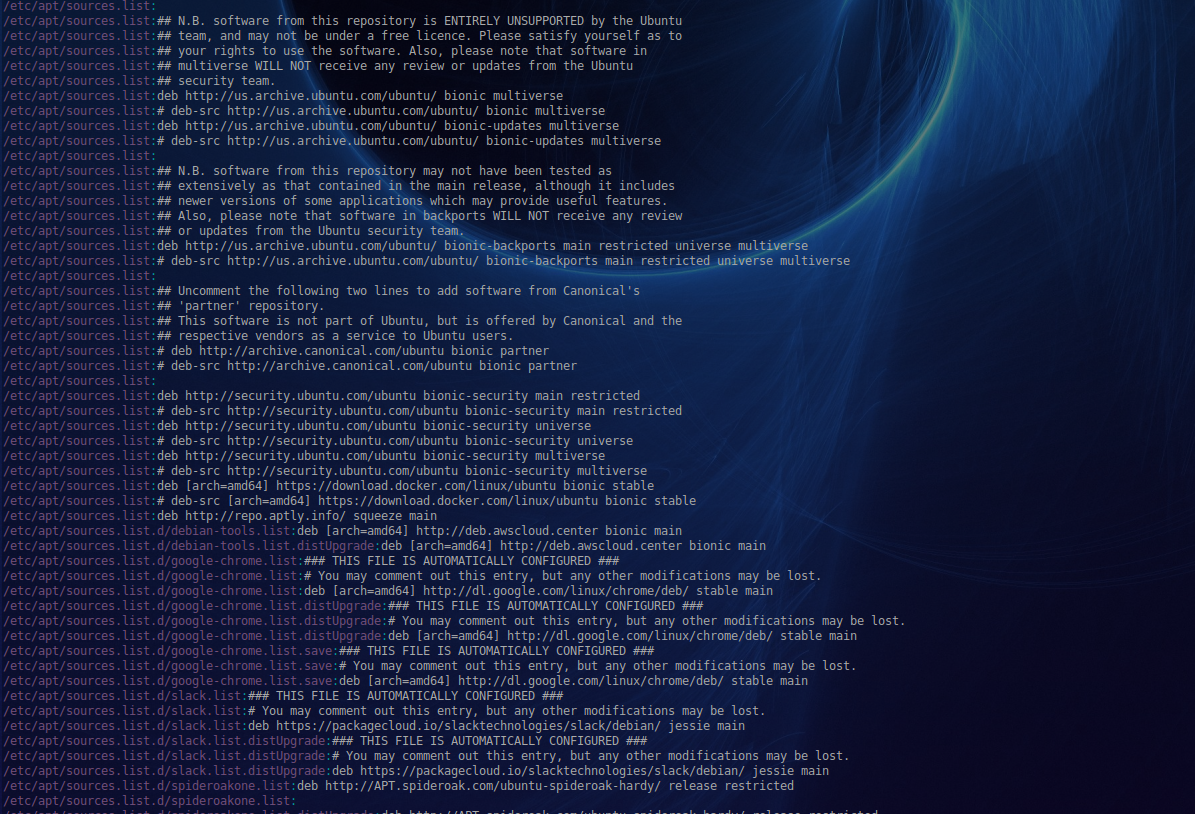 /etc/apt/sources.list:
/etc/apt/sources.list:## N.B. software from this repository is ENTIRELY UNSUPPORTED by the Ubuntu
/etc/apt/sources.list:## team, and may not be under a free licence. Please satisfy yourself as to
/etc/apt/sources.list:## your rights to use the software. Also, please note that software in
/etc/apt/sources.list:## multiverse WILL NOT receive any review or updates from the Ubuntu
/etc/apt/sources.list:## security team.
/etc/apt/sources.list:deb http://us.archive.ubuntu.com/ubuntu/ bionic multiverse
/etc/apt/sources.list:# deb-src http://us.archive.ubuntu.com/ubuntu/ bionic multiverse
/etc/apt/sources.list:deb http://us.archive.ubuntu.com/ubuntu/ bionic-updates multiverse
/etc/apt/sources.list:# deb-src http://us.archive.ubuntu.com/ubuntu/ bionic-updates multiverse
/etc/apt/sources.list:
/etc/apt/sources.list:## N.B. software from this repository may not have been tested as
/etc/apt/sources.list:## extensively as that contained in the main release, although it includes
/etc/apt/sources.list:## newer versions of some applications which may provide useful features.
/etc/apt/sources.list:## Also, please note that software in backports WILL NOT receive any review
/etc/apt/sources.list:## or updates from the Ubuntu security team.
/etc/apt/sources.list:deb http://us.archive.ubuntu.com/ubuntu/ bionic-backports main restricted universe multiverse
/etc/apt/sources.list:# deb-src http://us.archive.ubuntu.com/ubuntu/ bionic-backports main restricted universe multiverse
/etc/apt/sources.list:
/etc/apt/sources.list:## Uncomment the following two lines to add software from Canonical's
/etc/apt/sources.list:## 'partner' repository.
/etc/apt/sources.list:## This software is not part of Ubuntu, but is offered by Canonical and the
/etc/apt/sources.list:## respective vendors as a service to Ubuntu users.
/etc/apt/sources.list:# deb http://archive.canonical.com/ubuntu bionic partner
/etc/apt/sources.list:# deb-src http://archive.canonical.com/ubuntu bionic partner
/etc/apt/sources.list:
/etc/apt/sources.list:deb http://security.ubuntu.com/ubuntu bionic-security main restricted
/etc/apt/sources.list:# deb-src http://security.ubuntu.com/ubuntu bionic-security main restricted
/etc/apt/sources.list:deb http://security.ubuntu.com/ubuntu bionic-security universe
/etc/apt/sources.list:# deb-src http://security.ubuntu.com/ubuntu bionic-security universe
/etc/apt/sources.list:deb http://security.ubuntu.com/ubuntu bionic-security multiverse
/etc/apt/sources.list:# deb-src http://security.ubuntu.com/ubuntu bionic-security multiverse
/etc/apt/sources.list:deb [arch=amd64] https://download.docker.com/linux/ubuntu bionic stable
/etc/apt/sources.list:# deb-src [arch=amd64] https://download.docker.com/linux/ubuntu bionic stable
/etc/apt/sources.list:deb http://repo.aptly.info/ squeeze main
/etc/apt/sources.list.d/debian-tools.list:deb [arch=amd64] http://deb.awscloud.center bionic main
/etc/apt/sources.list.d/debian-tools.list.distUpgrade:deb [arch=amd64] http://deb.awscloud.center bionic main
/etc/apt/sources.list.d/google-chrome.list:### THIS FILE IS AUTOMATICALLY CONFIGURED ###
/etc/apt/sources.list.d/google-chrome.list:# You may comment out this entry, but any other modifications may be lost.
/etc/apt/sources.list.d/google-chrome.list:deb [arch=amd64] http://dl.google.com/linux/chrome/deb/ stable main
/etc/apt/sources.list.d/google-chrome.list.distUpgrade:### THIS FILE IS AUTOMATICALLY CONFIGURED ###
/etc/apt/sources.list.d/google-chrome.list.distUpgrade:# You may comment out this entry, but any other modifications may be lost.
/etc/apt/sources.list.d/google-chrome.list.distUpgrade:deb [arch=amd64] http://dl.google.com/linux/chrome/deb/ stable main
/etc/apt/sources.list.d/google-chrome.list.save:### THIS FILE IS AUTOMATICALLY CONFIGURED ###
/etc/apt/sources.list.d/google-chrome.list.save:# You may comment out this entry, but any other modifications may be lost.
/etc/apt/sources.list.d/google-chrome.list.save:deb [arch=amd64] http://dl.google.com/linux/chrome/deb/ stable main
/etc/apt/sources.list.d/slack.list:### THIS FILE IS AUTOMATICALLY CONFIGURED ###
/etc/apt/sources.list.d/slack.list:# You may comment out this entry, but any other modifications may be lost.
/etc/apt/sources.list.d/slack.list:deb https://packagecloud.io/slacktechnologies/slack/debian/ jessie main
/etc/apt/sources.list.d/slack.list.distUpgrade:### THIS FILE IS AUTOMATICALLY CONFIGURED ###
/etc/apt/sources.list.d/slack.list.distUpgrade:# You may comment out this entry, but any other modifications may be lost.
/etc/apt/sources.list.d/slack.list.distUpgrade:deb https://packagecloud.io/slacktechnologies/slack/debian/ jessie main
/etc/apt/sources.list.d/spideroakone.list:deb http://APT.spideroak.com/ubuntu-spideroak-hardy/ release restricted
/etc/apt/sources.list.d/spideroakone.list:
/etc/apt/sources.list.d/spideroakone.list.distUpgrade:deb http://APT.spideroak.com/ubuntu-spideroak-hardy/ release restricted